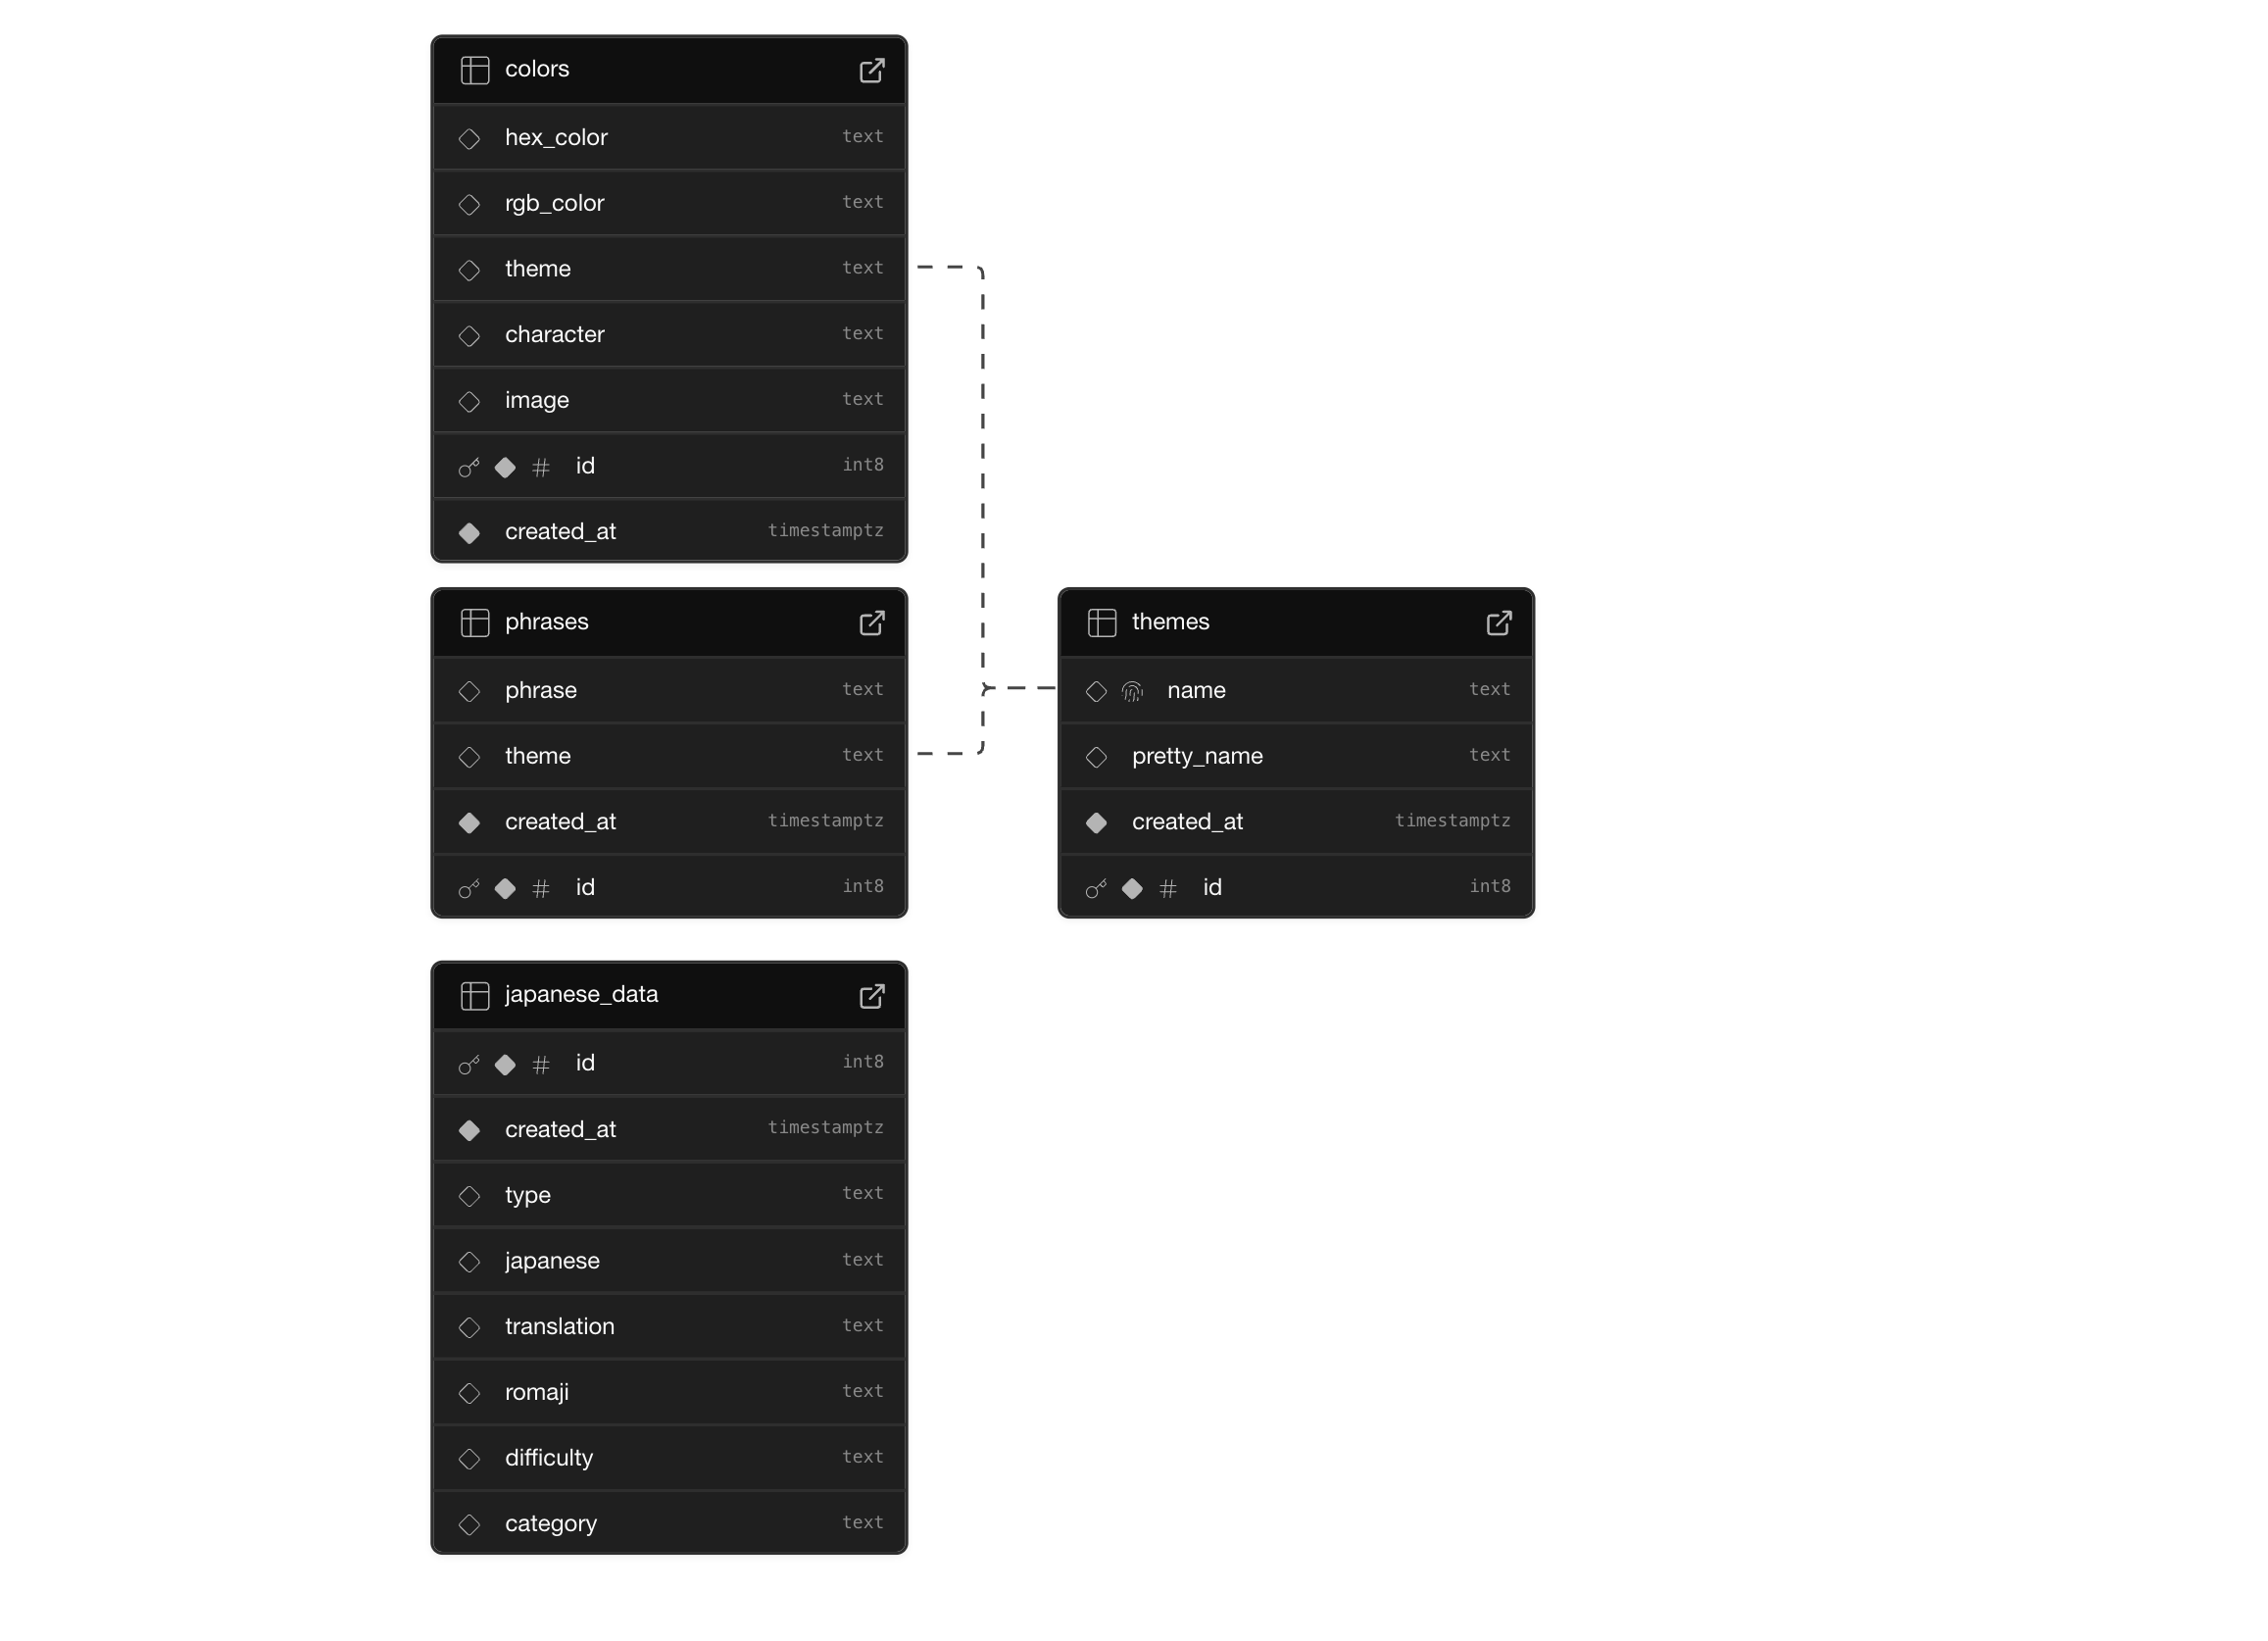 colors
hex_color text
rgb_color text
theme text
character text
image text
# id int8
created_at timestamptz
phrases
phrase text
theme text
created_at timestamptz
# id int8
themes
name text
pretty_name text
created_at timestamptz
# id int8
japanese_data
# id int8
created_at timestamptz
type text
japanese text
translation text
romaji text
difficulty text
category text